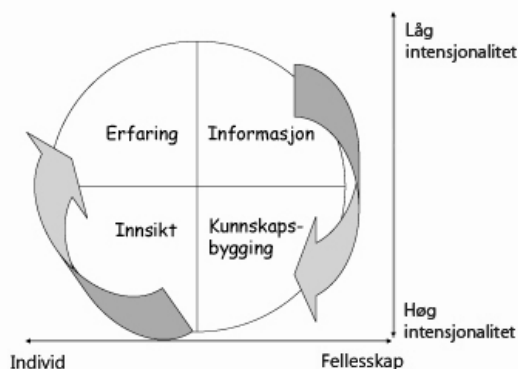 Låg
intensjonalitet
Erfaring
Informasjon
Innsikt
Kunnskaps-
bygging
Høg
intensjonalitet
Individ
Fellesskap